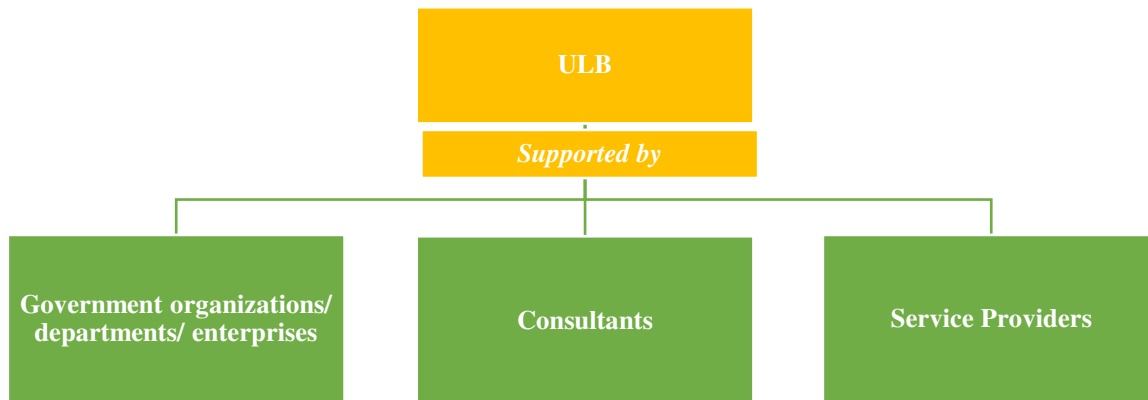 ULB
Supported by
Government organizations/
departments/ enterprises
Consultants
Service Providers